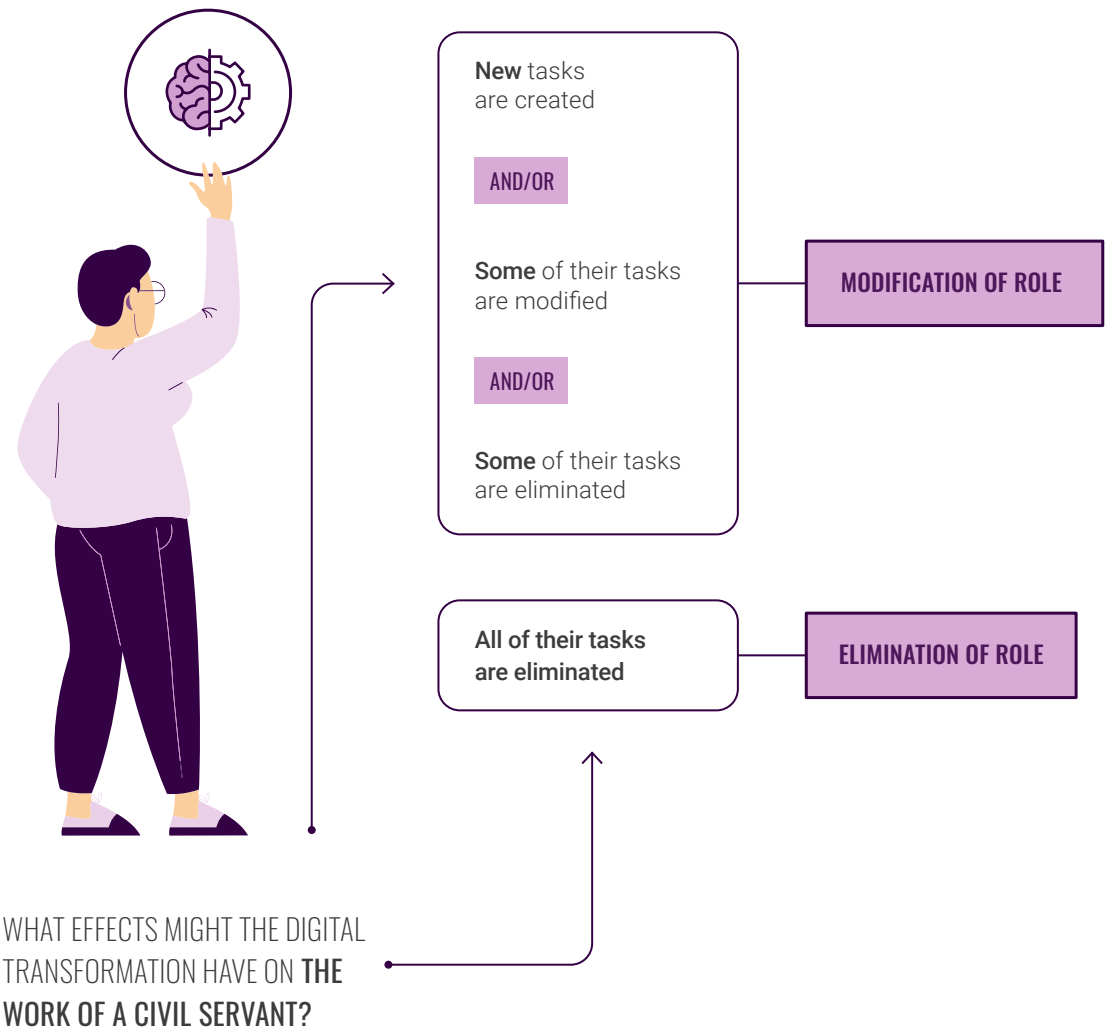 New tasks
are created
AND/OR
Some of their tasks
are modified
AND/OR
Some of their tasks
are eliminated
MODIFICATION OF ROLE
All of their tasks
are eliminated
ELIMINATION OF ROLE
WHAT EFFECTS MIGHT THE DIGITAL
TRANSFORMATION HAVE ON THE
WORK OF A CIVIL SERVANT?